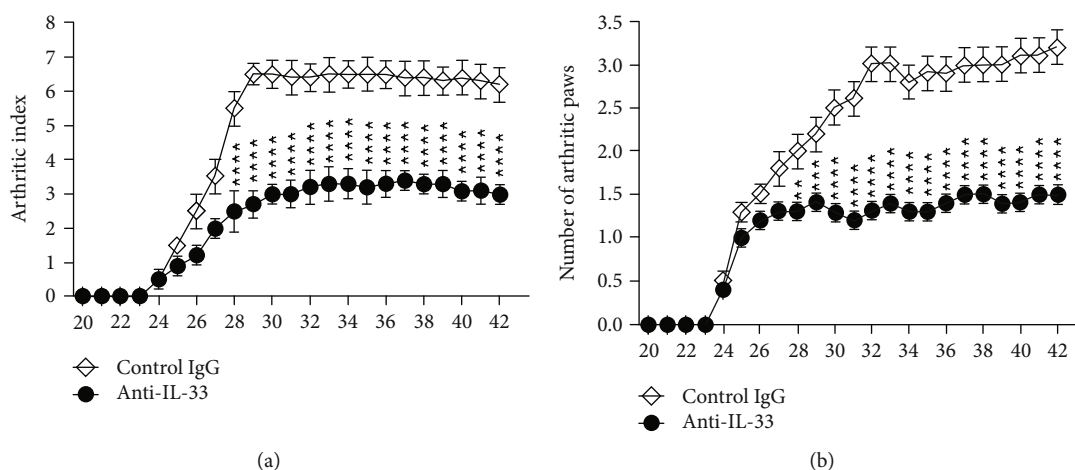 8
7
6
5
4
3
2
1
0
Arthritic index
20 22 24 26 28 30 32 34 36 38 40 42
Control IgG
Anti-IL-33
(a)
3.5
3.0
2.5
2.0
1.5
1.0
0.5
0.0
Number of arthritic paws
20 22 24 26 28 30 32 34 36 38 40 42
Control IgG
Anti-IL-33
(b)